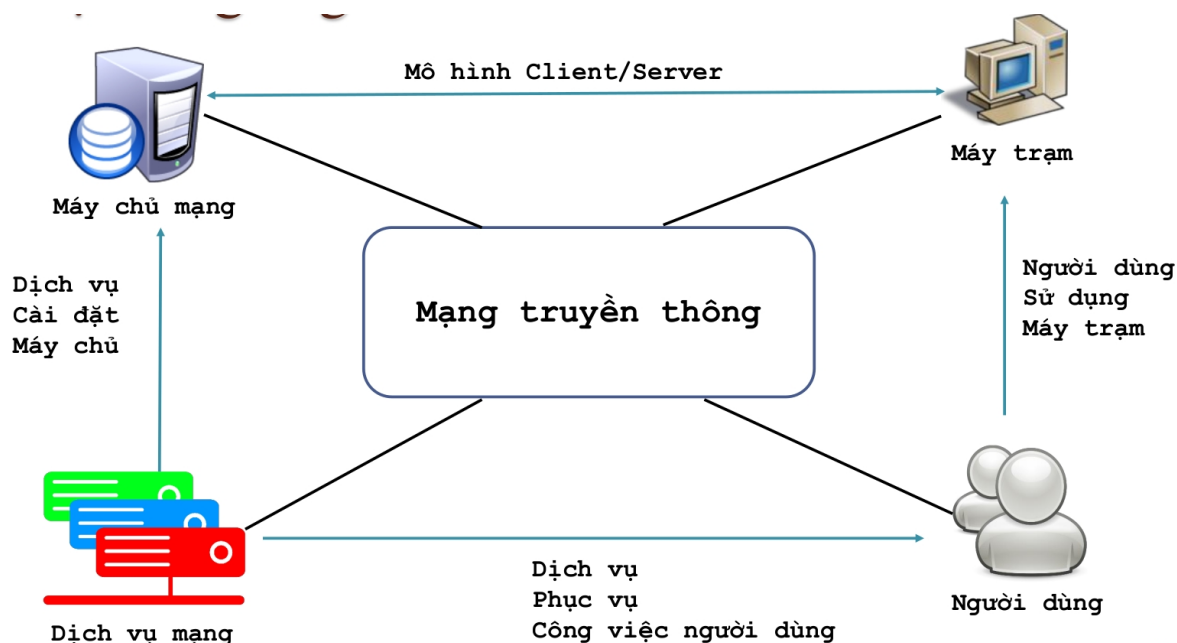 Mô hình Client/Server
Máy trạm
Máy chủ mạng
Dịch vụ
Cài đặt
Máy chủ
Mạng truyền thông
Người dùng
Sử dụng
Máy trạm
Dịch vụ
Phục vụ
Công việc người dùng
Người dùng
Dịch vụ mạng